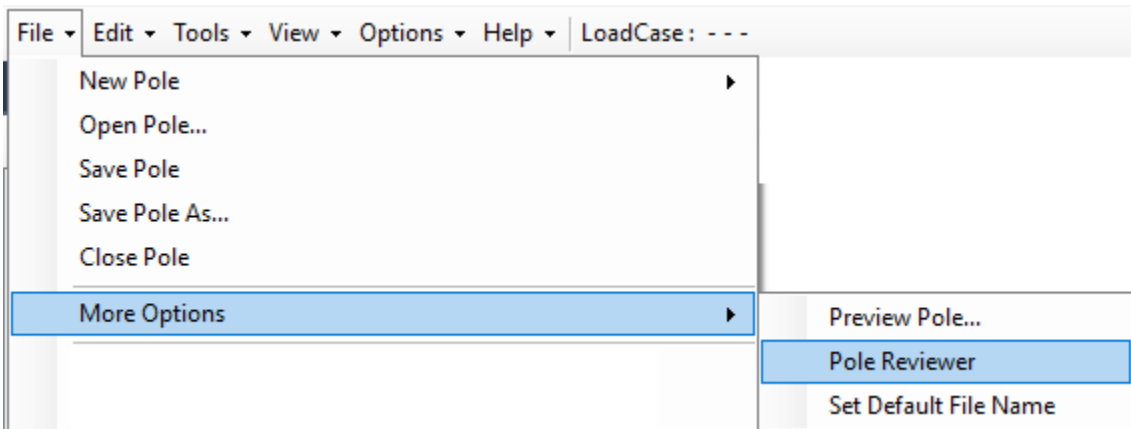 File Edit Tools View Options Help LoadCase: - - -
New Pole
Open Pole...
Save Pole
Save Pole As...
Close Pole
More Options
Preview Pole...
Pole Reviewer
Set Default File Name